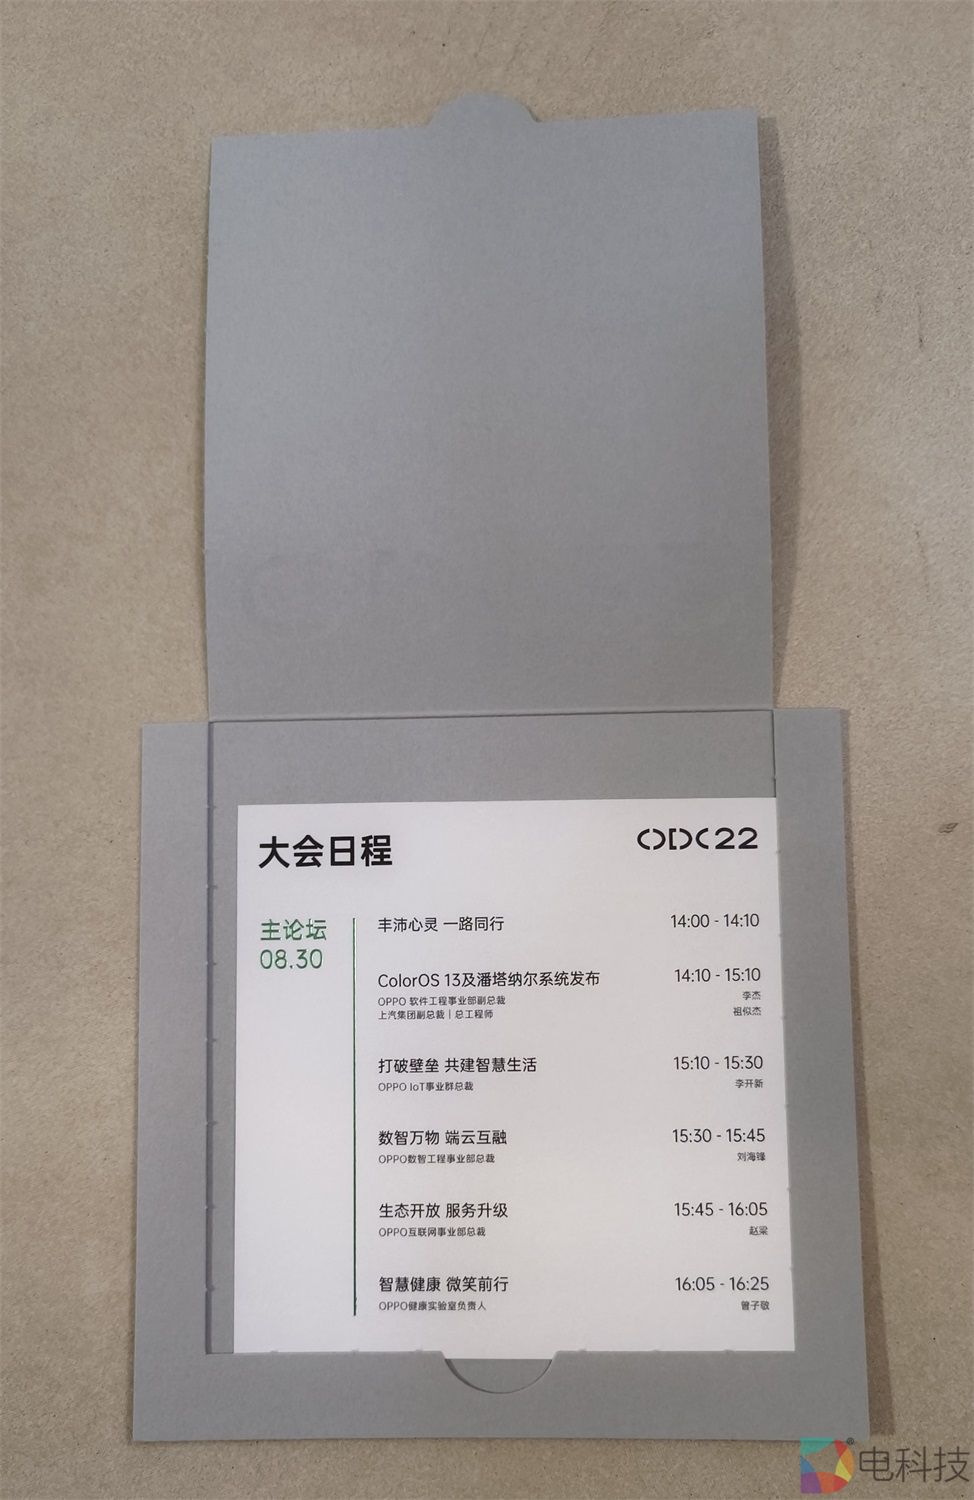 大会日程
ODC22
主论坛
08.30
丰沛心灵 一路同行 14:00 - 14:10
ColorOS 13及潘塔纳尔系统发布 14:10 - 15:10
OPPO 软件工程事业部副总裁 李杰
上汽集团副总裁 | 总工程师 祖似杰
打破壁垒 共建智慧生活 15:10 - 15:30
OPPO IoT事业群总裁 李开新
数智万物 端云互融 15:30 - 15:45
OPPO数智工程事业部总裁 刘海锋
生态开放 服务升级 15:45 - 16:05
OPPO互联网事业部总裁 赵梁
智慧健康 微笑前行 16:05 - 16:25
OPPO健康实验室负责人 曾子敬
®
电科技